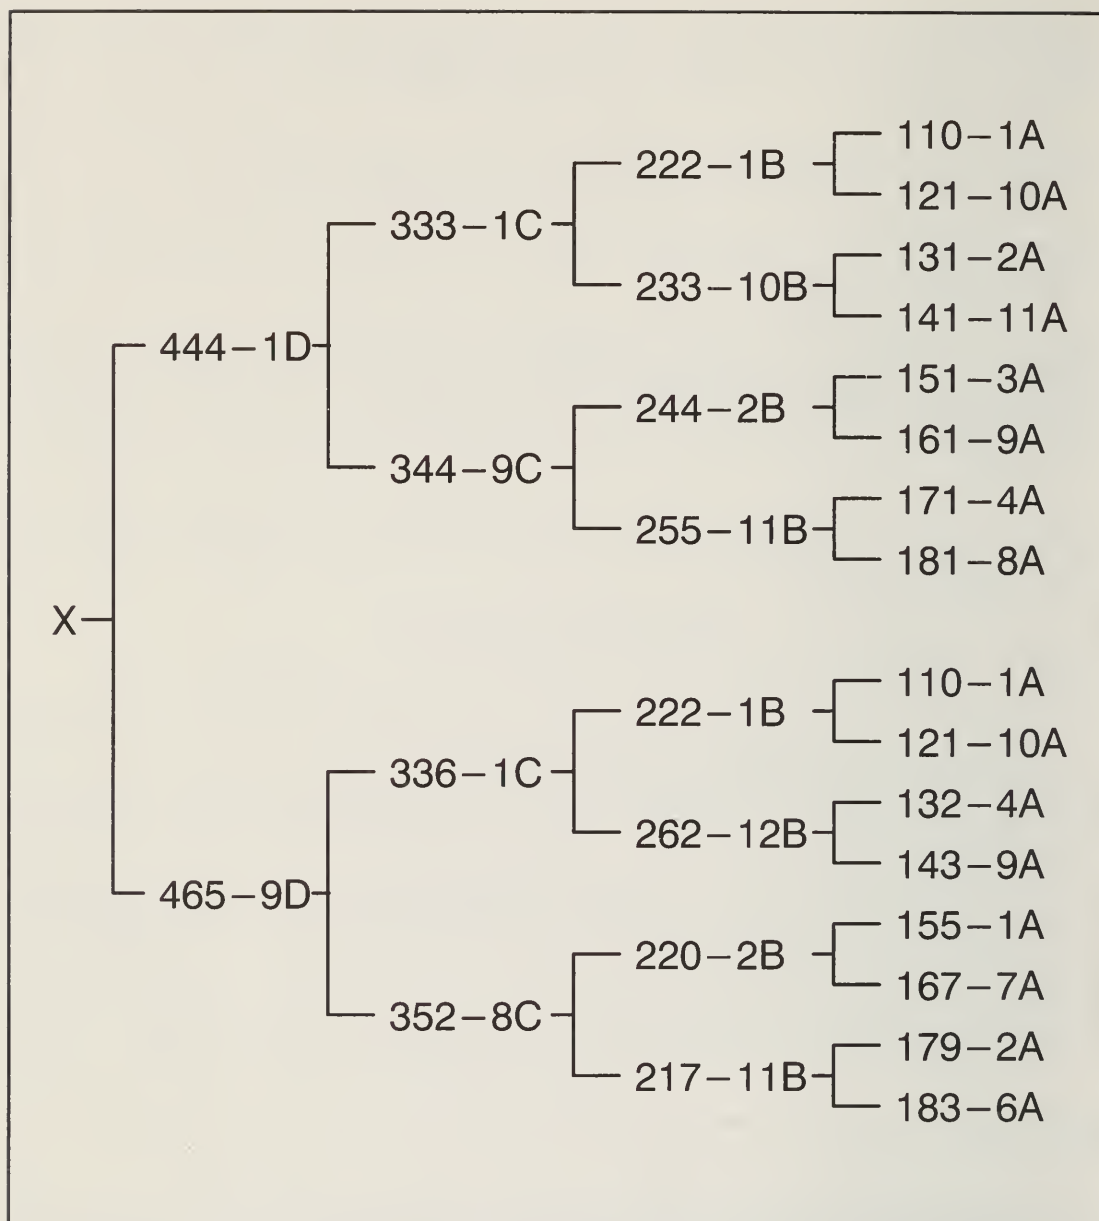 110–1A
222–1B
121–10A
333–1C
131–2A
233–10B
141–11A
444–1D
151–3A
244–2B
161–9A
344–9C
171–4A
255–11B
181–8A
X
110–1A
222–1B
121–10A
336–1C
132–4A
262–12B
143–9A
465–9D
155–1A
220–2B
167–7A
352–8C
179–2A
217–11B
183–6A